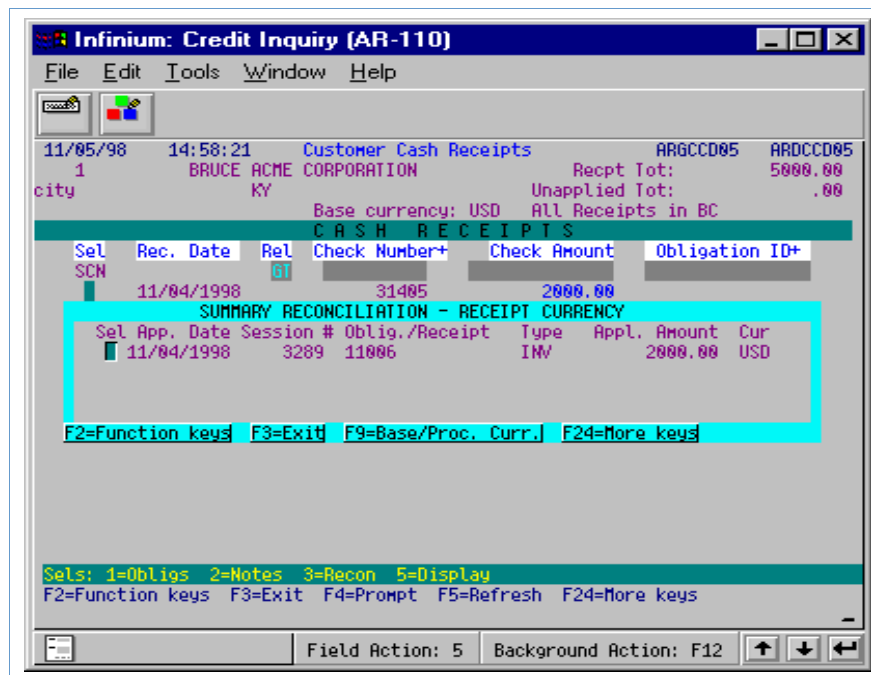 Infinium: Credit Inquiry (AR-110)
File Edit Tools Window Help
11/05/98 14:58:21 Customer Cash Receipts ARGCCD05 ARDCCD05
1 BRUCE ACME CORPORATION Recpt Tot: 5000.00
city KY Unapplied Tot: .00
Base currency: USD All Receipts in BC
C A S H R E C E I P T S
Sel Rec. Date Rel Check Number+ Check Amount Obligation ID+
SCN GT
11/04/1998 31405 2000.00
SUMMARY RECONCILIATION - RECEIPT CURRENCY
Sel App. Date Session # Oblig./Receipt Type Appl. Amount Cur
11/04/1998 3289 11006 INV 2000.00 USD
F2=Function keys F3=Exit F9=Base/Proc. Curr. F24=More keys
Sels: 1=Obligs 2=Notes 3=Recon 5=Display
F2=Function keys F3=Exit F4=Prompt F5=Refresh F24=More keys
Field Action: 5 Background Action: F12